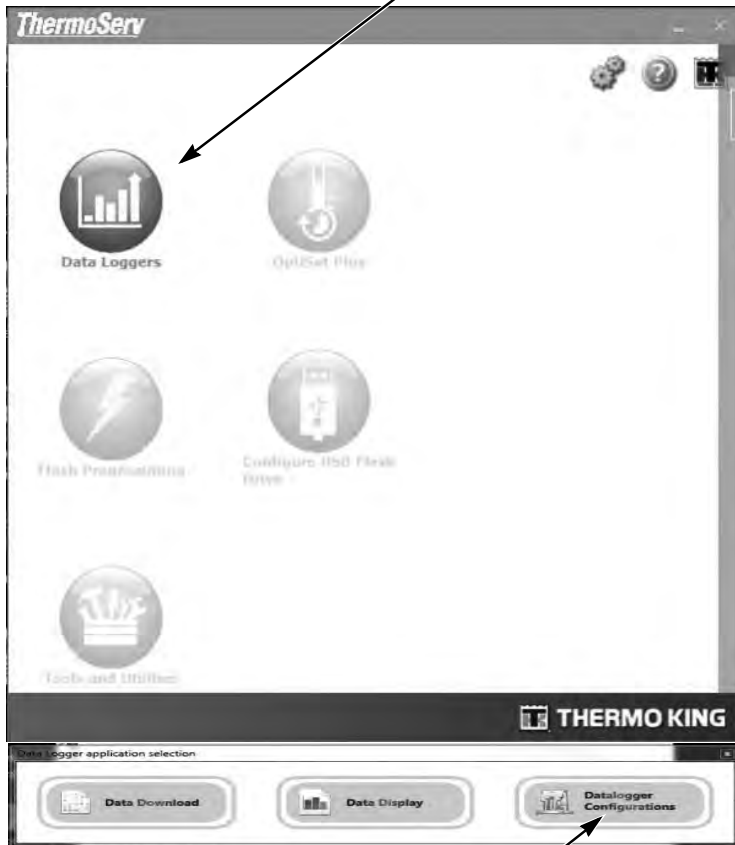 ThermoServ
Data Loggers
OptiSet Plus
Flash Programming
Configure USB Flash
Drive
Tools and Utilities
THERMO KING
Data Logger application selection
Data Download
Data Display
Datalogger
Configurations